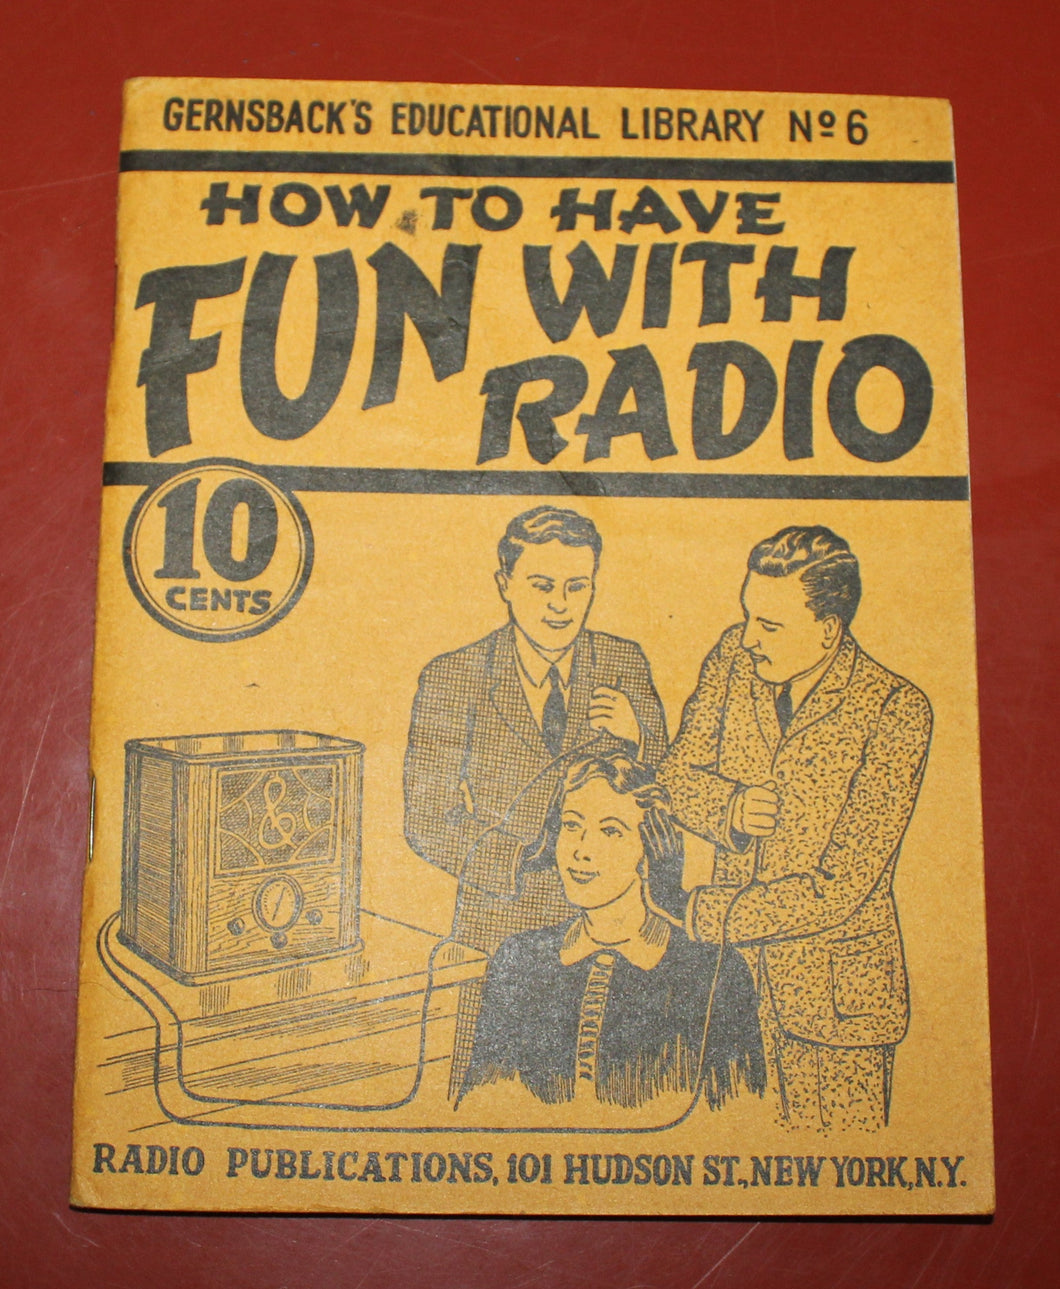 GERNSBACK'S EDUCATIONAL LIBRARY Nº 6
HOW TO HAVE
FUN WITH
RADIO
10
CENTS
RADIO PUBLICATIONS, 101 HUDSON ST., NEW YORK, N.Y.